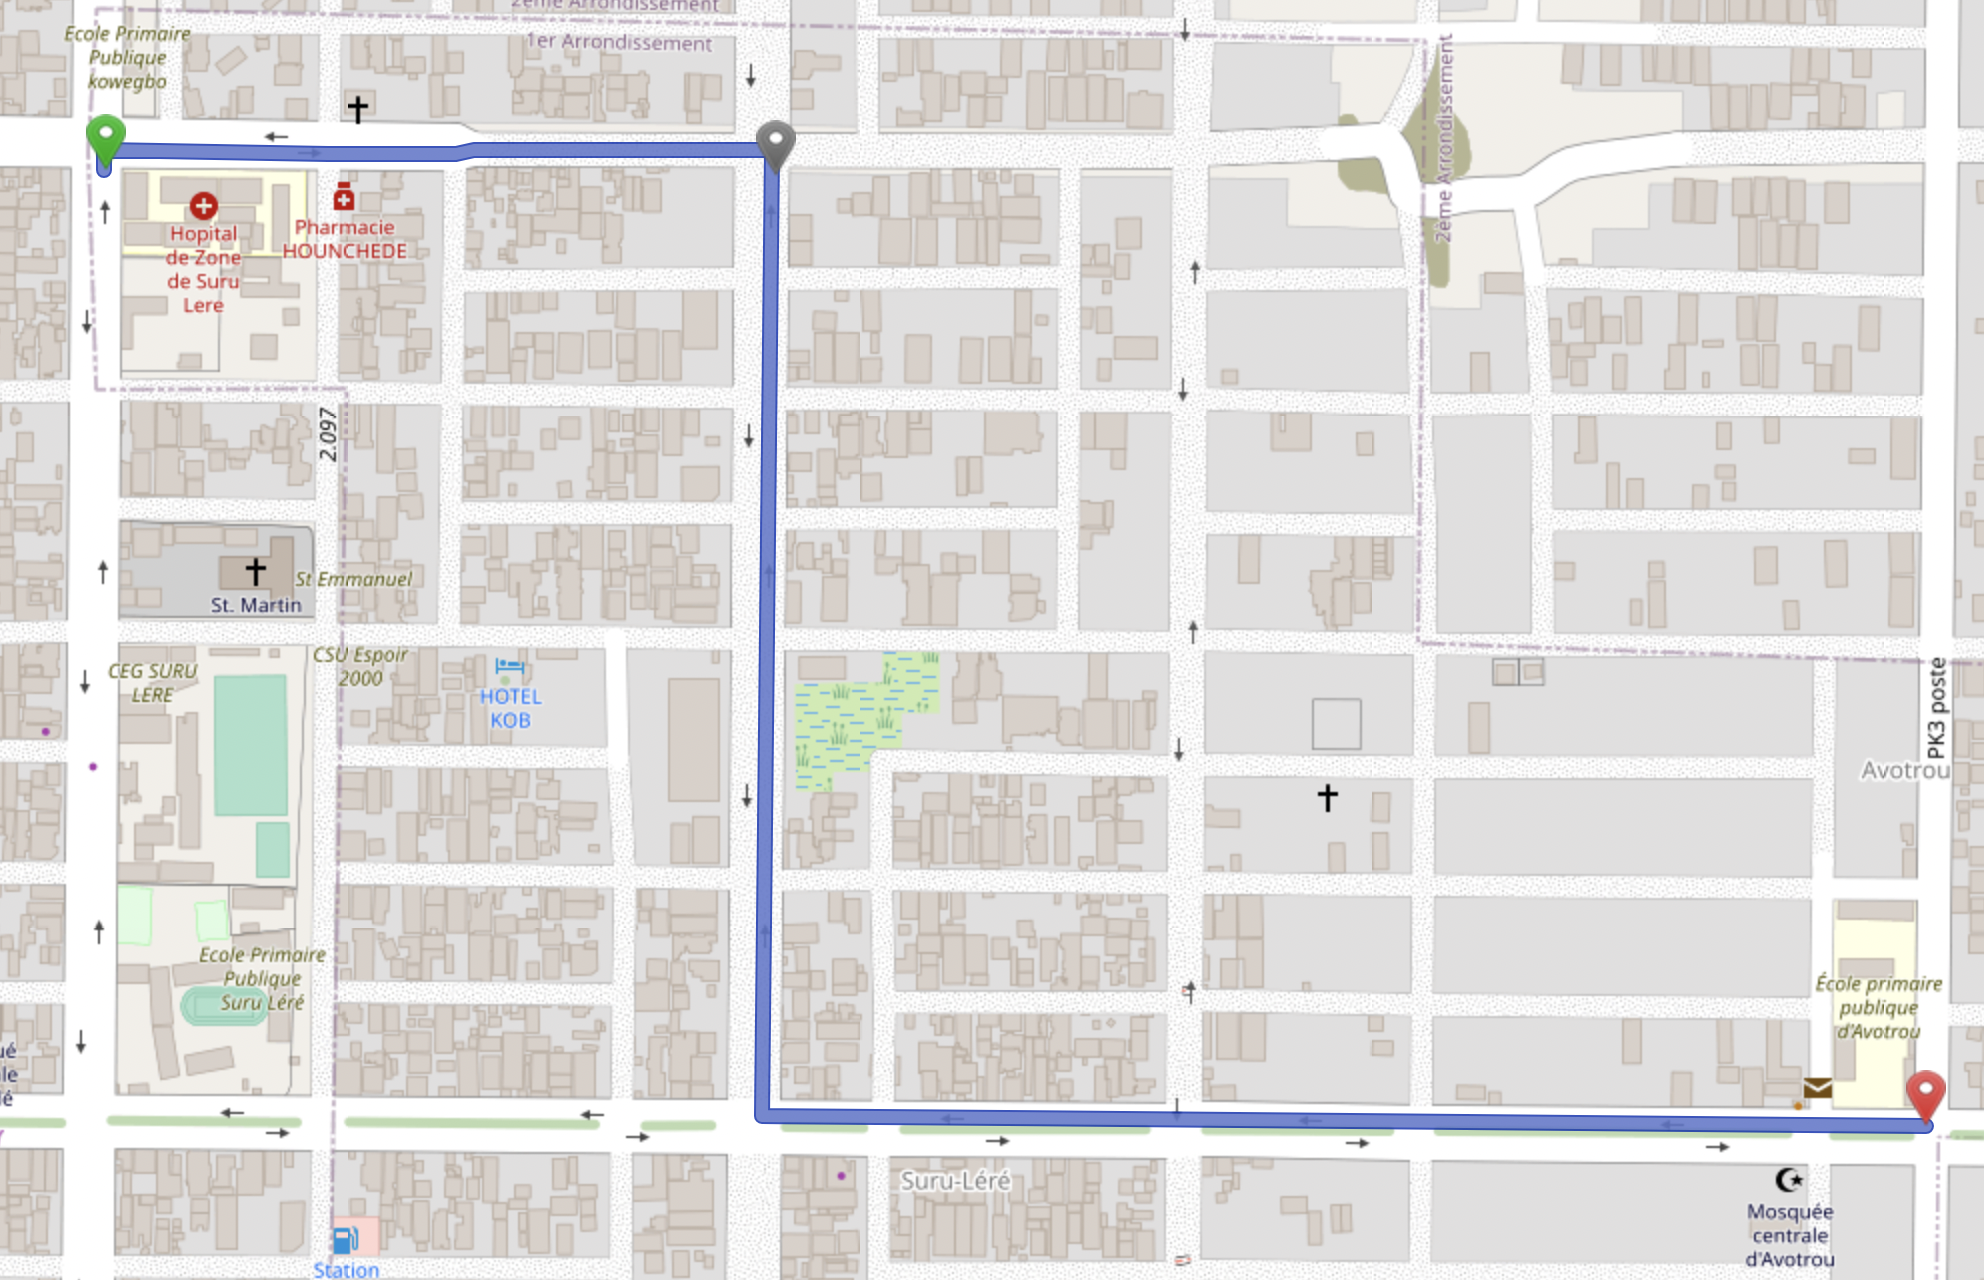 2ème Arrondissement
1er Arrondissement
Ecole Primaire
Publique
kowegbo
2ème Arrondissement
Hopital
de Zone
de Suru
Lere
Pharmacie
HOUNCHEDE
2.097
St Emmanuel
St. Martin
CEG SURU
LERE
CSU Espoir
2000
HOTEL
KOB
PK3 poste
Avotrou
Ecole Primaire
Publique
Suru Léré
École primaire
publique
d'Avotrou
Suru-Léré
Mosquée
centrale
d'Avotrou
Station